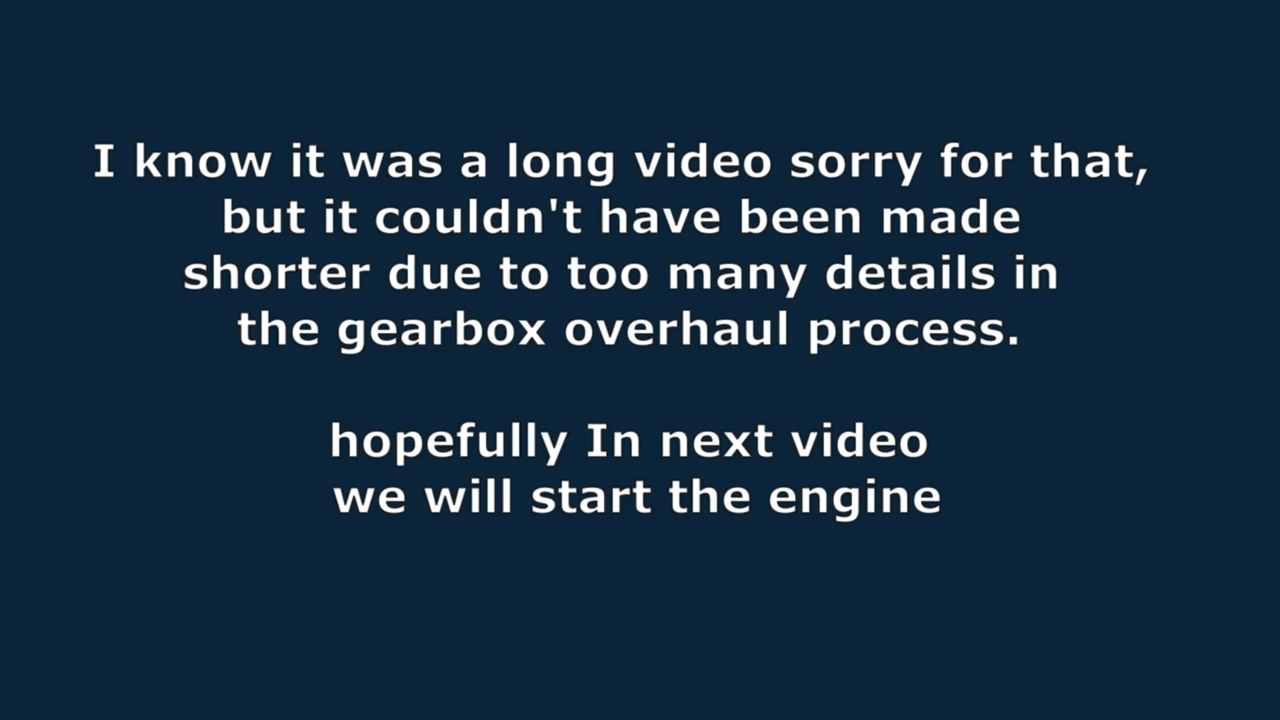 I know it was a long video sorry for that,
but it couldn't have been made
shorter due to too many details in
the gearbox overhaul process.
hopefully In next video
we will start the engine